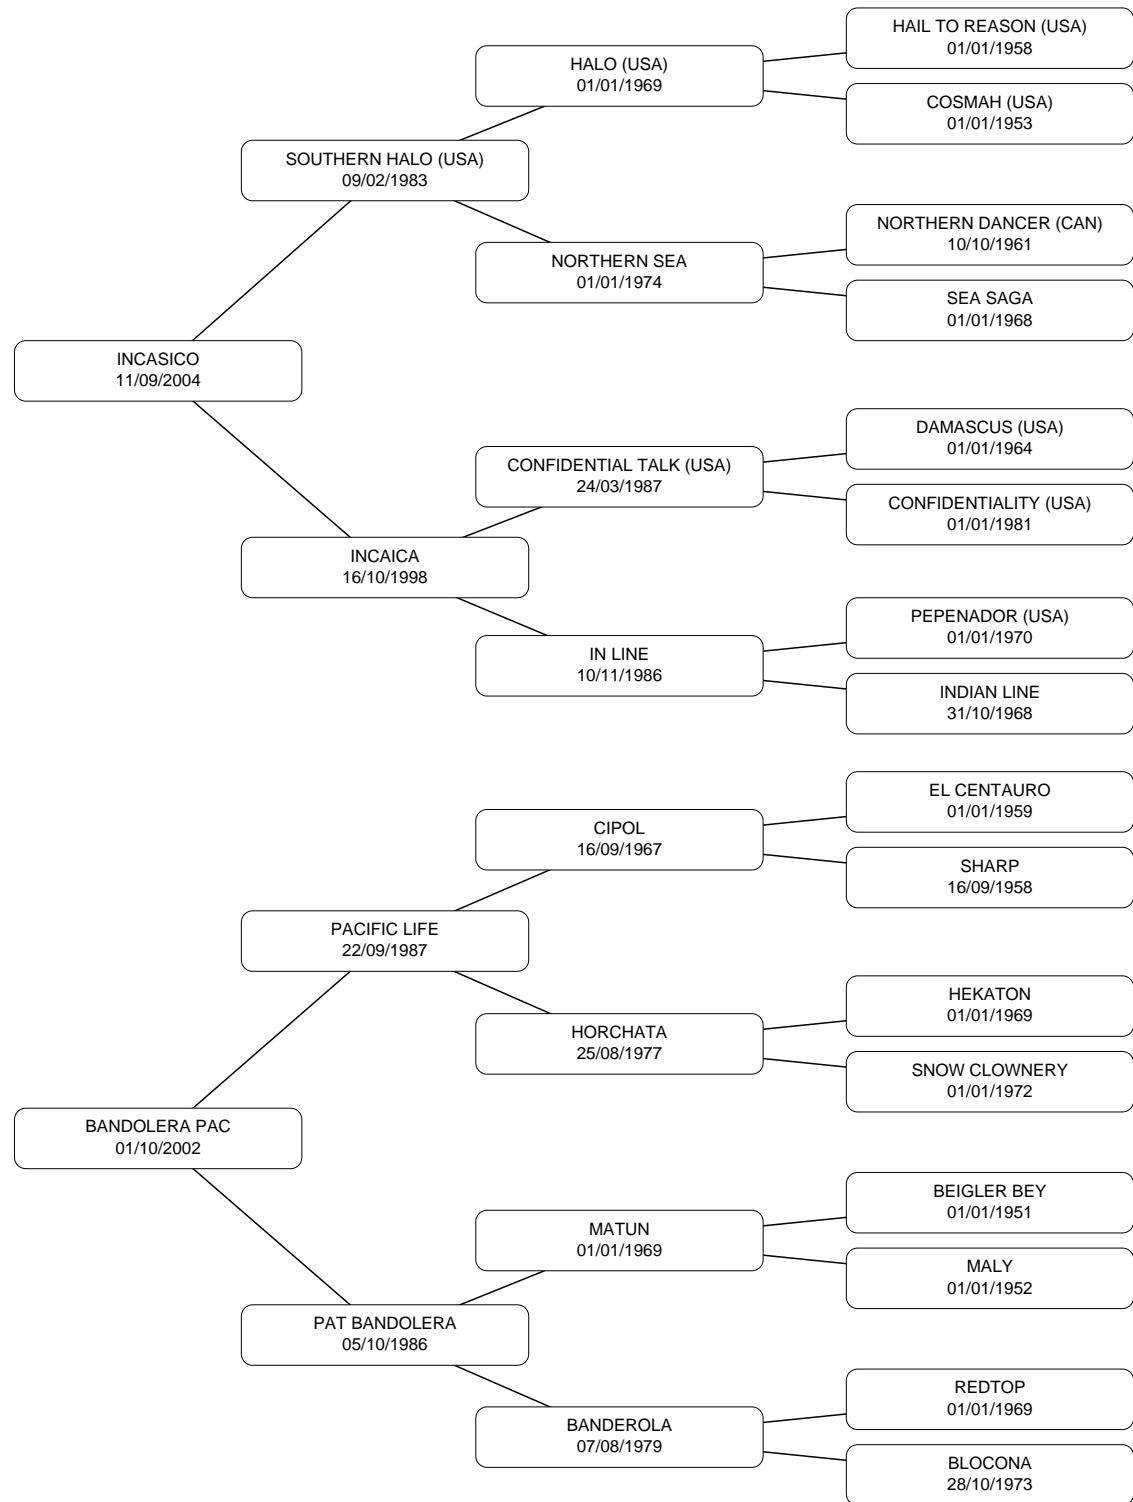 HAIL TO REASON (USA)
01/01/1958
HALO (USA)
01/01/1969
COSMAH (USA)
01/01/1953
SOUTHERN HALO (USA)
09/02/1983
NORTHERN DANCER (CAN)
10/10/1961
NORTHERN SEA
01/01/1974
SEA SAGA
01/01/1968
INCASICO
11/09/2004
DAMASCUS (USA)
01/01/1964
CONFIDENTIAL TALK (USA)
24/03/1987
CONFIDENTIALITY (USA)
01/01/1981
INCAICA
16/10/1998
PEPENADOR (USA)
01/01/1970
IN LINE
10/11/1986
INDIAN LINE
31/10/1968
EL CENTAURO
01/01/1959
CIPOL
16/09/1967
SHARP
16/09/1958
PACIFIC LIFE
22/09/1987
HEKATON
01/01/1969
HORCHATA
25/08/1977
SNOW CLOWNERY
01/01/1972
BANDOLERA PAC
01/10/2002
BEIGLER BEY
01/01/1951
MATUN
01/01/1969
MALY
01/01/1952
PAT BANDOLERA
05/10/1986
REDTOP
01/01/1969
BANDEROLA
07/08/1979
BLOCONA
28/10/1973